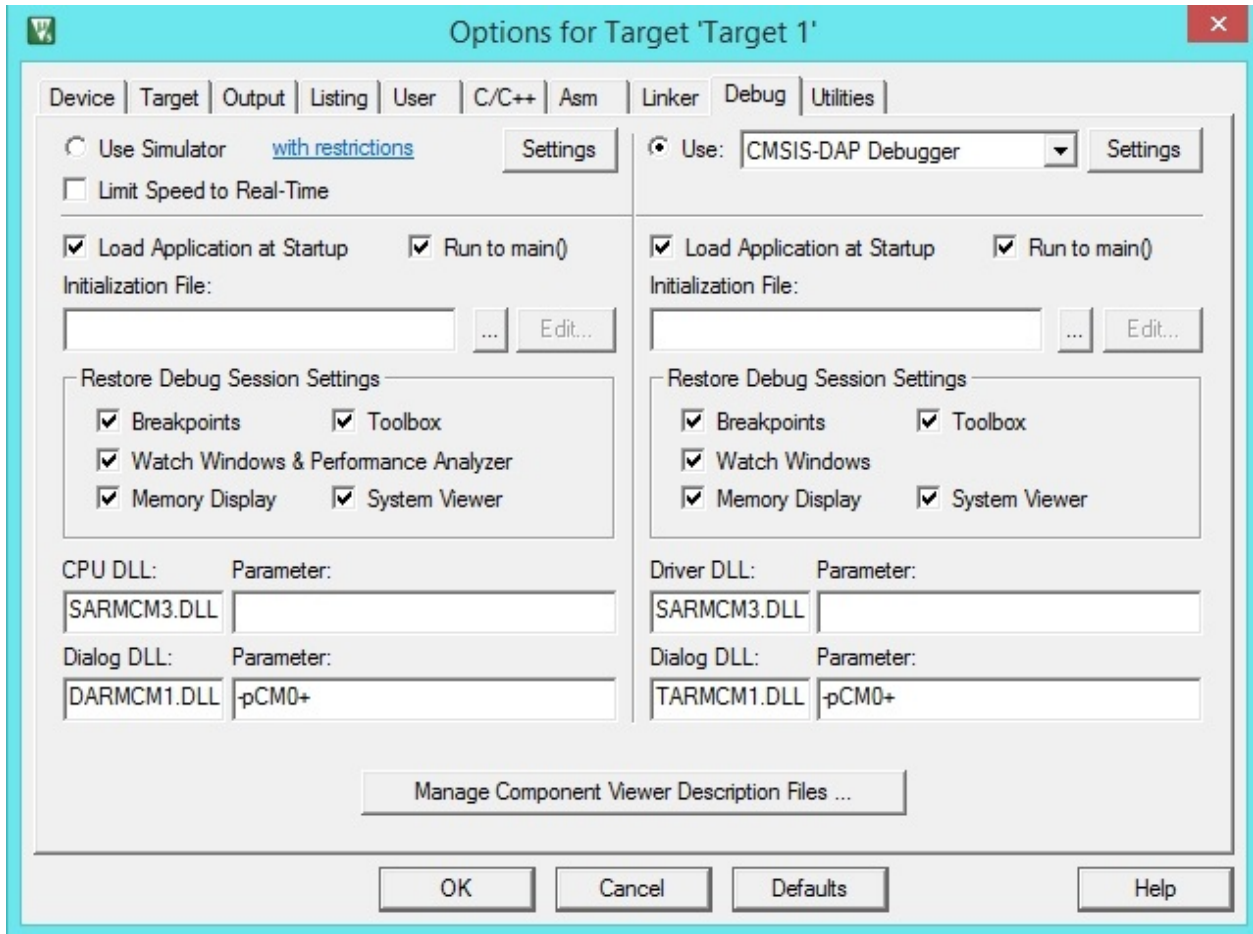 Options for Target 'Target 1'
Device Target Output Listing User C/C++ Asm Linker Debug Utilities
Use Simulator with restrictions Settings Use: CMSIS-DAP Debugger Settings
Limit Speed to Real-Time
Load Application at Startup Run to main() Load Application at Startup Run to main()
Initialization File: Initialization File:
... Edit... ... Edit...
Restore Debug Session Settings Restore Debug Session Settings
Breakpoints Toolbox Breakpoints Toolbox
Watch Windows & Performance Analyzer Watch Windows
Memory Display System Viewer Memory Display System Viewer
CPU DLL: Parameter: Driver DLL: Parameter:
SARMCM3.DLL SARMCM3.DLL
Dialog DLL: Parameter: Dialog DLL: Parameter:
DARMCM1.DLL -pCM0+ TARMCM1.DLL -pCM0+
Manage Component Viewer Description Files ...
OK Cancel Defaults Help